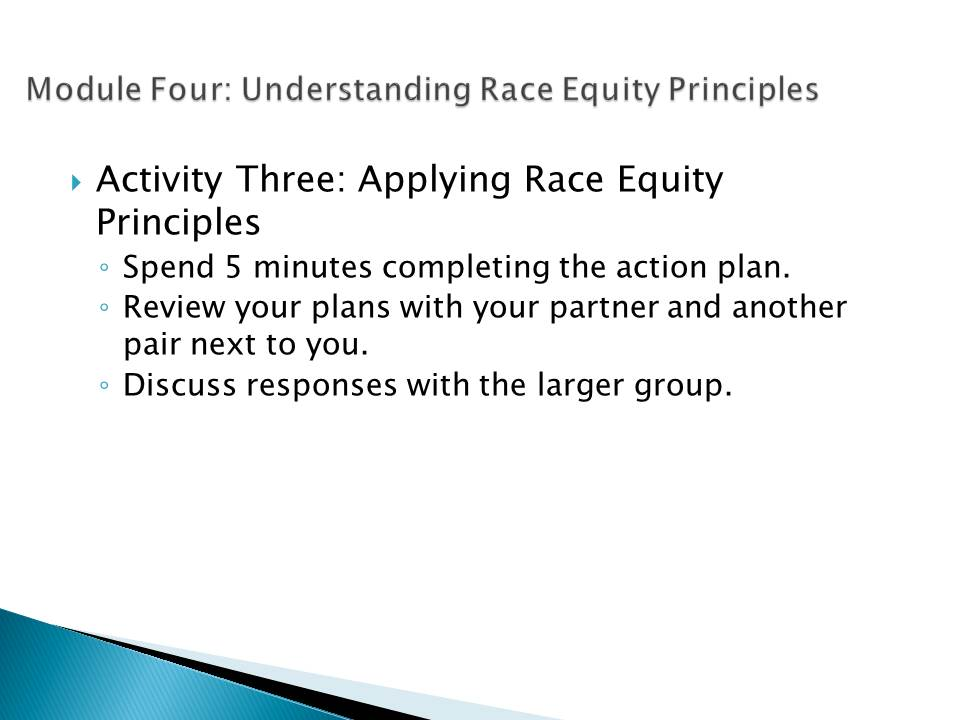 Module Four: Understanding Race Equity Principles
Activity Three: Applying Race Equity
Principles
Spend 5 minutes completing the action plan.
Review your plans with your partner and another
pair next to you.
Discuss responses with the larger group.